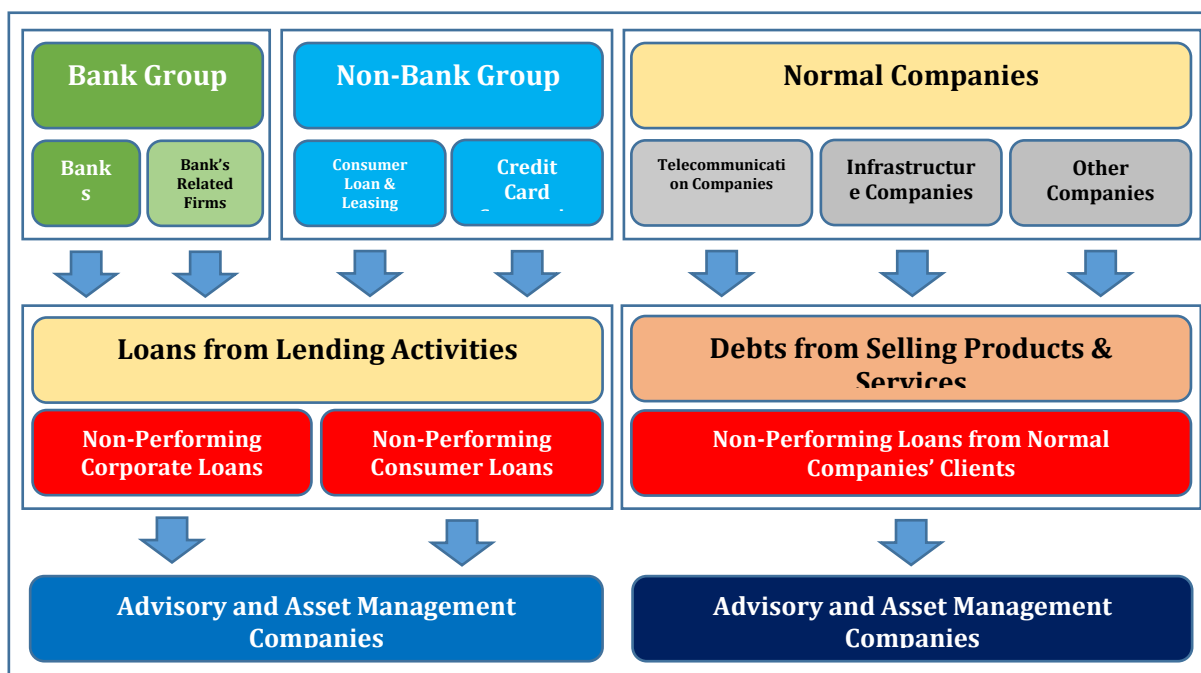 Bank Group
Non-Bank Group
Normal Companies
Bank
s
Bank's
Related
Firms
Consumer
Loan &
Leasing
Credit
Card
Telecommunicati
on Companies
Infrastructur
e Companies
Other
Companies
Loans from Lending Activities
Debts from Selling Products &
Services
Non-Performing
Corporate Loans
Non-Performing
Consumer Loans
Non-Performing Loans from Normal
Companies’ Clients
Advisory and Asset Management
Companies
Advisory and Asset Management
Companies